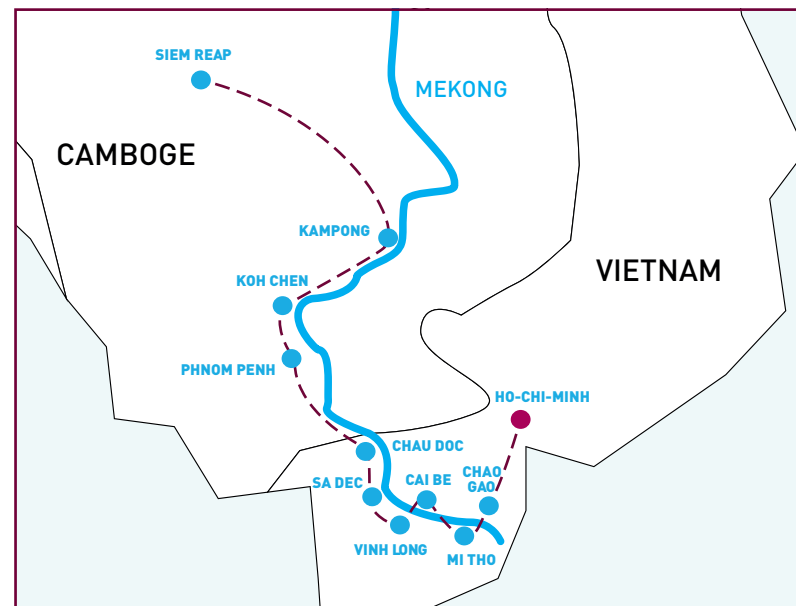 SIEM REAP
MEKONG
CAMBOGE
KAMPONG
VIETNAM
KOH CHEN
PHNOM PENH
HO-CHI-MINH
CHAU DOC
SA DEC
CAI BE
CHAO
GAO
VINH LONG
MI THO